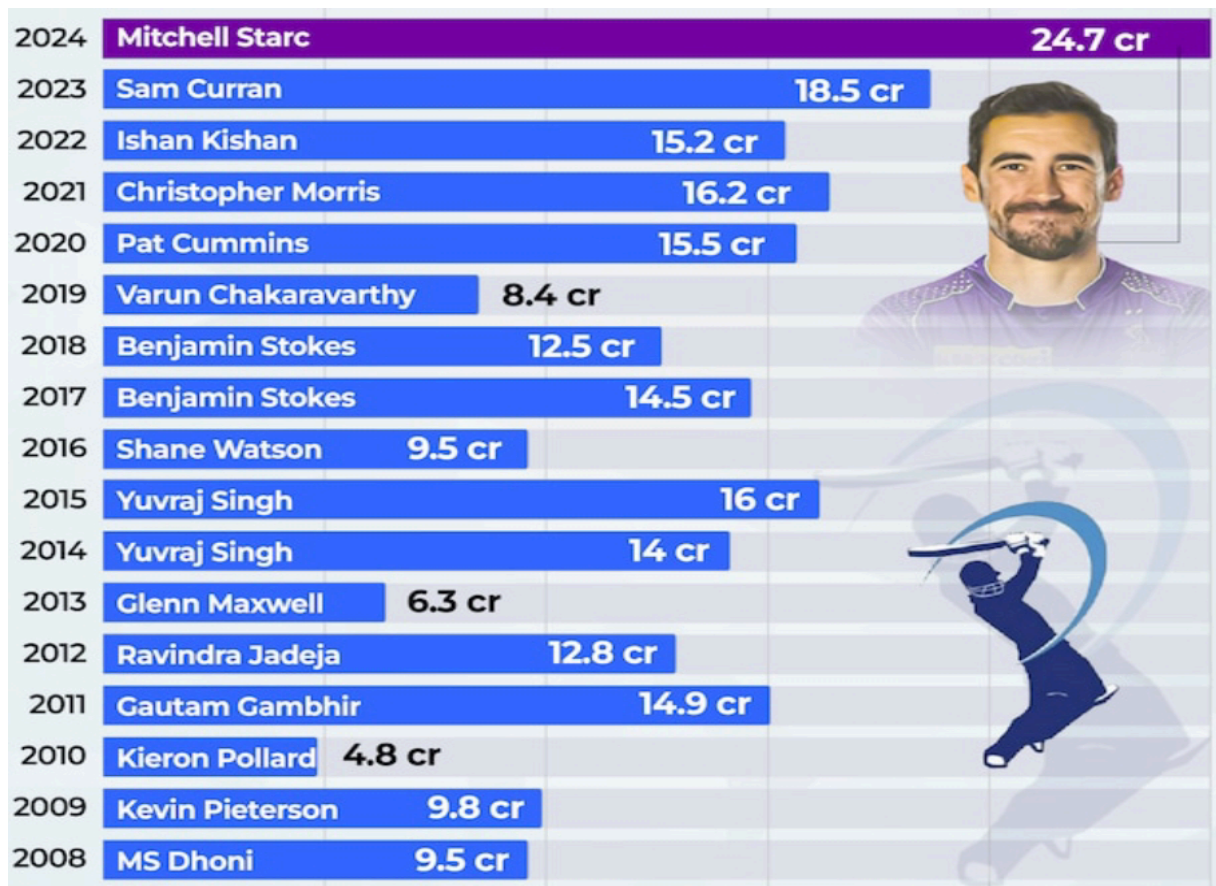 2024 Mitchell Starc 24.7 cr
2023 Sam Curran 18.5 cr
2022 Ishan Kishan 15.2 cr
2021 Christopher Morris 16.2 cr
2020 Pat Cummins 15.5 cr
2019 Varun Chakaravarthy 8.4 cr
2018 Benjamin Stokes 12.5 cr
2017 Benjamin Stokes 14.5 cr
2016 Shane Watson 9.5 cr
2015 Yuvraj Singh 16 cr
2014 Yuvraj Singh 14 cr
2013 Glenn Maxwell 6.3 cr
2012 Ravindra Jadeja 12.8 cr
2011 Gautam Gambhir 14.9 cr
2010 Kieron Pollard 4.8 cr
2009 Kevin Pieterson 9.8 cr
2008 MS Dhoni 9.5 cr